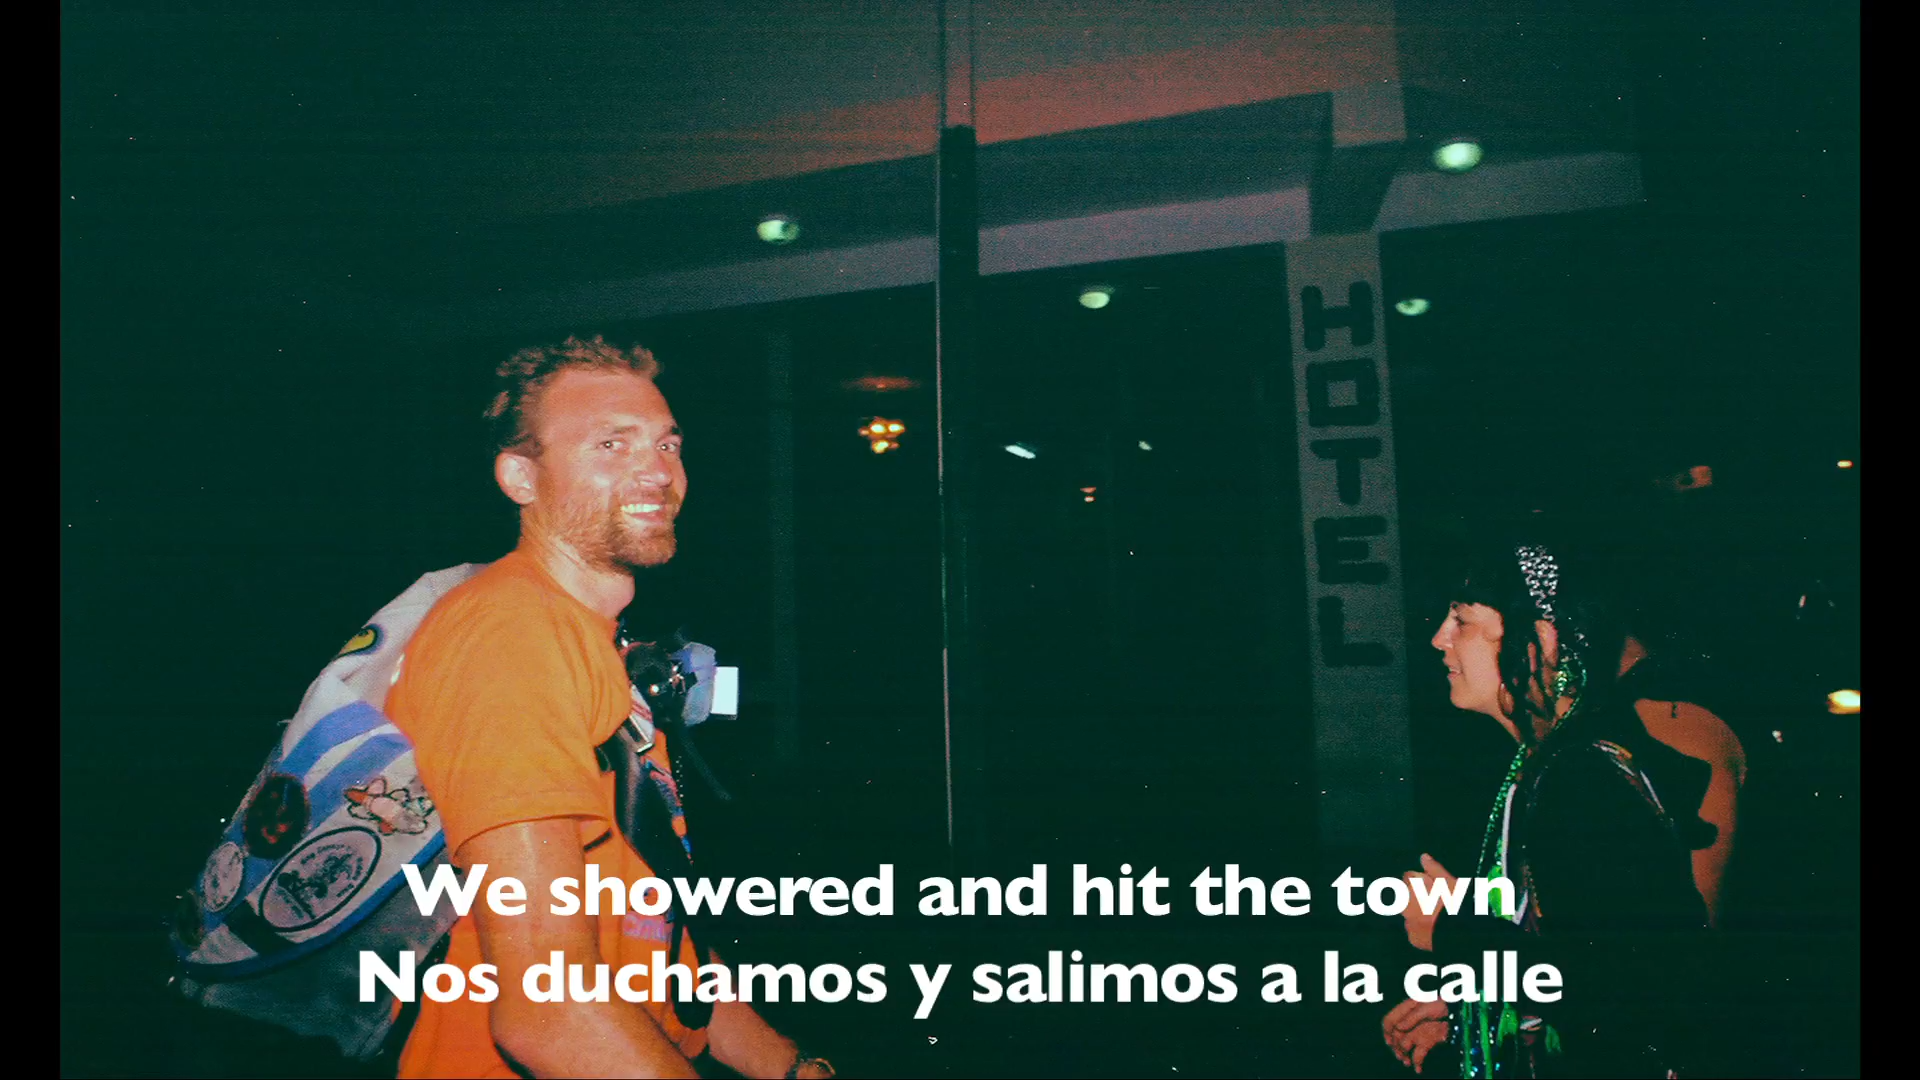 HOTEL
We showered and hit the town
Nos duchamos y salimos a la calle